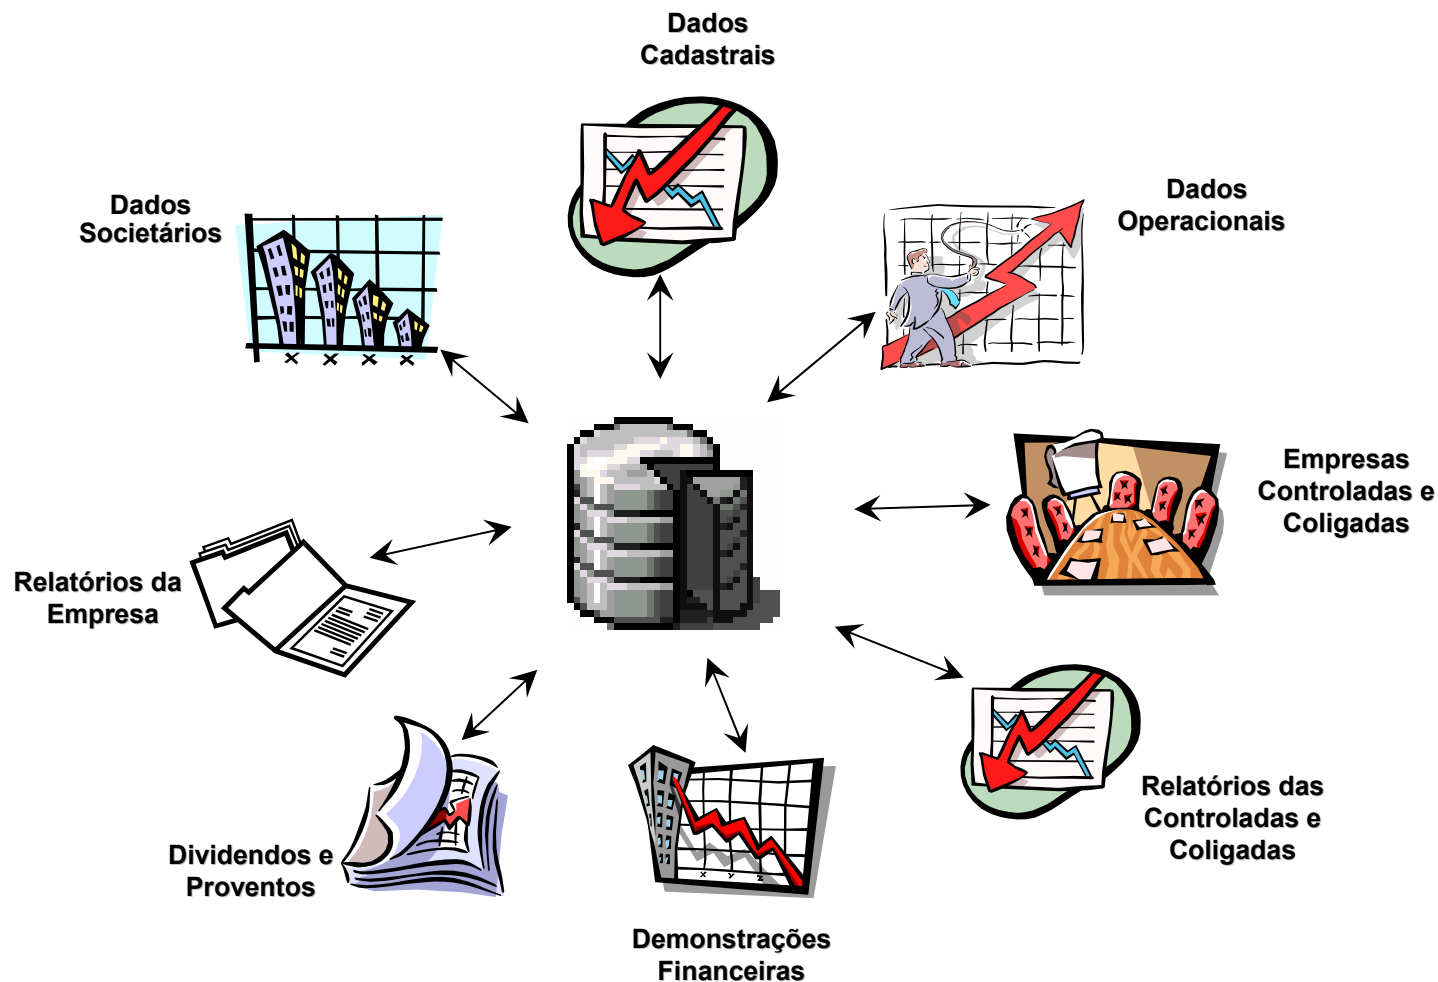 Dados
Cadastrais
Dados
Societários
Dados
Operacionais
Empresas
Controladas e
Coligadas
Relatórios da
Empresa
Relatórios das
Controladas e
Coligadas
Dividendos e
Proventos
x y z
Demonstrações
Financeiras